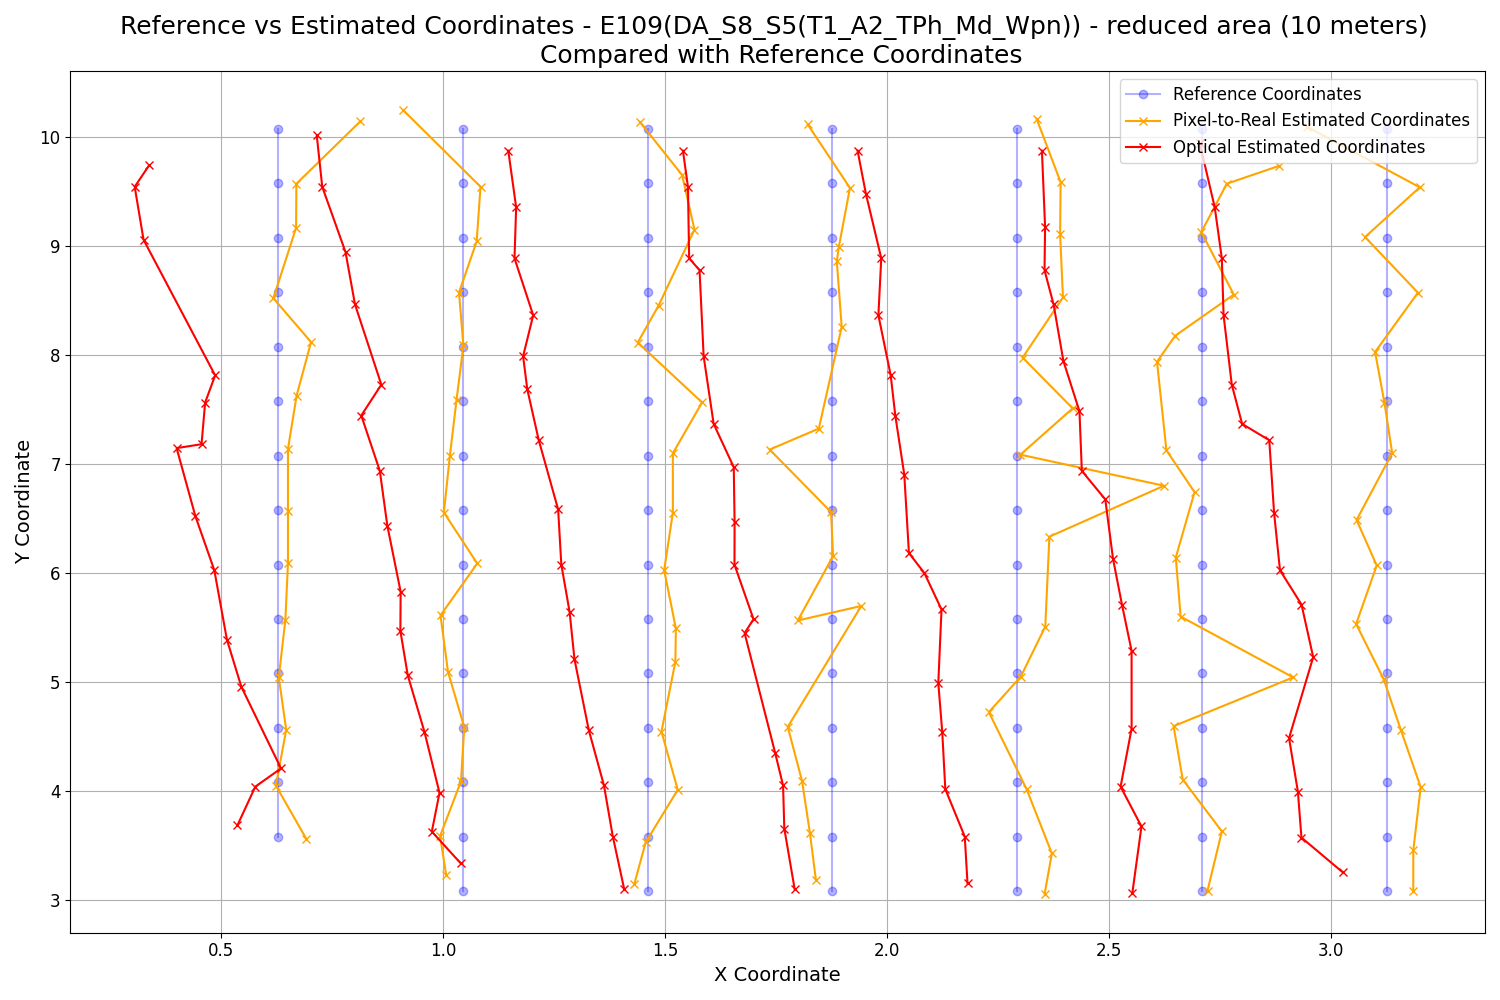 Reference vs Estimated Coordinates - E109(DA_S8_S5(T1_A2_TPh_Md_Wpn)) - reduced area (10 meters)
Compared with Reference Coordinates
Reference Coordinates
Pixel-to-Real Estimated Coordinates
Optical Estimated Coordinates
Y Coordinate
10
9
8
7
6
5
4
3
0.5
1.0
1.5
2.0
2.5
3.0
X Coordinate